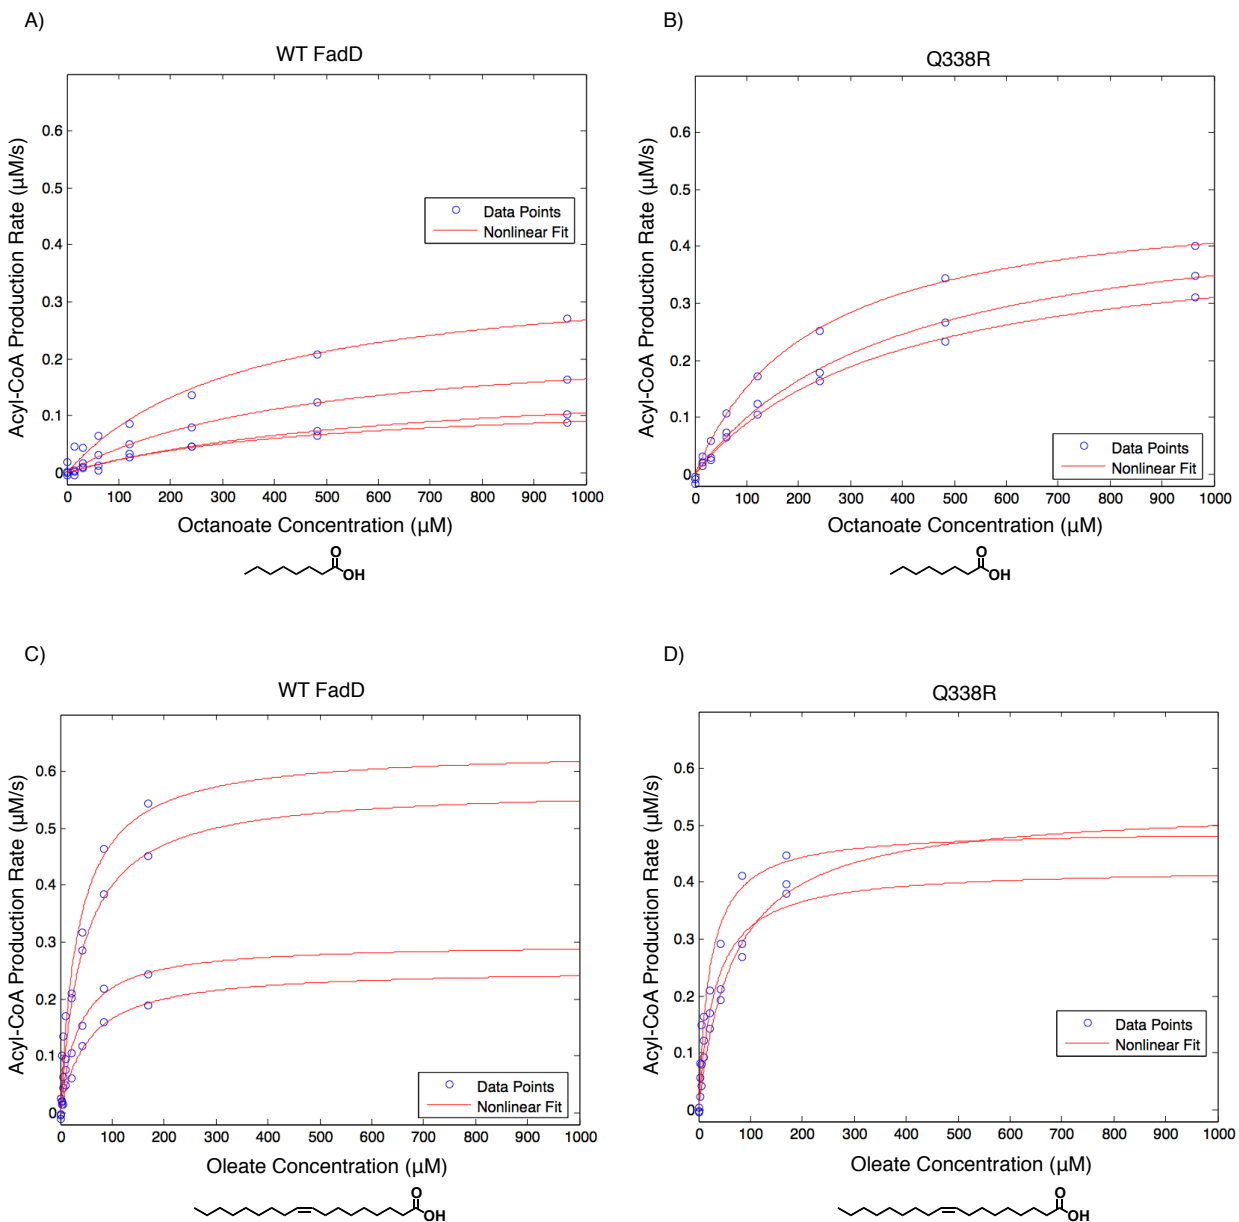 A)
WT FadD
Acyl-CoA Production Rate (µM/s)
0.6
0.5
0.4
0.3
0.2
0.1
0
0 100 200 300 400 500 600 700 800 900 1000
Data Points
Nonlinear Fit
Octanoate Concentration (µM)
O
OH
B)
Q338R
Acyl-CoA Production Rate (µM/s)
0.6
0.5
0.4
0.3
0.2
0.1
0
0 100 200 300 400 500 600 700 800 900 1000
Data Points
Nonlinear Fit
Octanoate Concentration (µM)
O
OH
C)
WT FadD
Acyl-CoA Production Rate (µM/s)
0.6
0.5
0.4
0.3
0.2
0.1
0
0 100 200 300 400 500 600 700 800 900 1000
Data Points
Nonlinear Fit
Oleate Concentration (µM)
O
OH
D)
Q338R
Acyl-CoA Production Rate (µM/s)
0.6
0.5
0.4
0.3
0.2
0.1
0
0 100 200 300 400 500 600 700 800 900 1000
Data Points
Nonlinear Fit
Oleate Concentration (µM)
O
OH